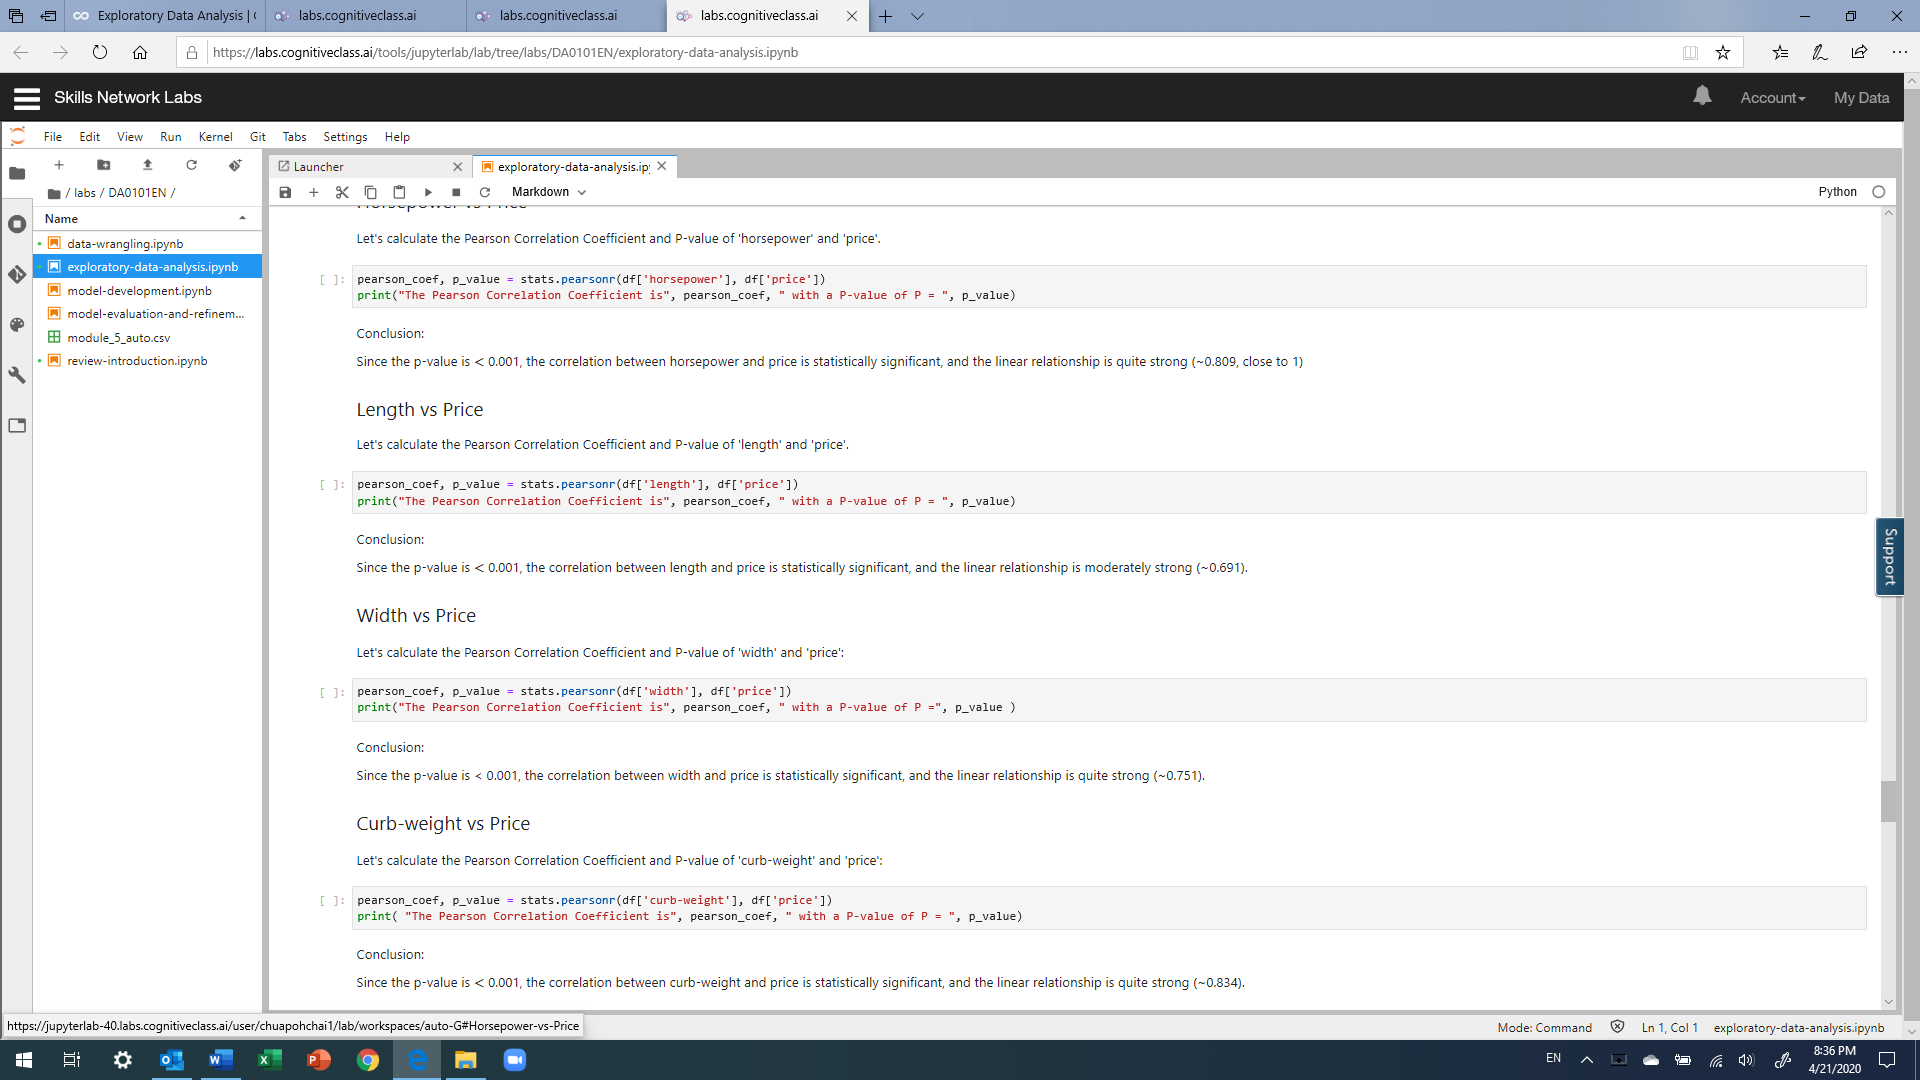 Exploratory Data Analysis | (
labs.cognitiveclass.ai
labs.cognitiveclass.ai
labs.cognitiveclass.ai
https://labs.cognitiveclass.ai/tools/jupyterlab/lab/tree/labs/DA0101EN/exploratory-data-analysis.ipynb
Skills Network Labs
Account
My Data
File Edit View Run Kernel Git Tabs Settings Help
Launcher
exploratory-data-analysis.ip
/ labs / DA0101EN /
Markdown
Python
Name
data-wrangling.ipynb
exploratory-data-analysis.ipynb
model-development.ipynb
model-evaluation-and-refinem...
module_5_auto.csv
review-introduction.ipynb
Horsepower vs Price
Let's calculate the Pearson Correlation Coefficient and P-value of 'horsepower' and 'price'.
[ ]: pearson_coef, p_value = stats.pearsonr(df['horsepower'], df['price'])
print("The Pearson Correlation Coefficient is", pearson_coef, " with a P-value of P = ", p_value)
Conclusion:
Since the p-value is < 0.001, the correlation between horsepower and price is statistically significant, and the linear relationship is quite strong (~0.809, close to 1)
Length vs Price
Let's calculate the Pearson Correlation Coefficient and P-value of 'length' and 'price'.
[ ]: pearson_coef, p_value = stats.pearsonr(df['length'], df['price'])
print("The Pearson Correlation Coefficient is", pearson_coef, " with a P-value of P = ", p_value)
Conclusion:
Since the p-value is < 0.001, the correlation between length and price is statistically significant, and the linear relationship is moderately strong (~0.691).
Width vs Price
Let's calculate the Pearson Correlation Coefficient and P-value of 'width' and 'price':
[ ]: pearson_coef, p_value = stats.pearsonr(df['width'], df['price'])
print("The Pearson Correlation Coefficient is", pearson_coef, " with a P-value of P =", p_value )
Conclusion:
Since the p-value is < 0.001, the correlation between width and price is statistically significant, and the linear relationship is quite strong (~0.751).
Curb-weight vs Price
Let's calculate the Pearson Correlation Coefficient and P-value of 'curb-weight' and 'price':
[ ]: pearson_coef, p_value = stats.pearsonr(df['curb-weight'], df['price'])
print( "The Pearson Correlation Coefficient is", pearson_coef, " with a P-value of P = ", p_value)
Conclusion:
Since the p-value is < 0.001, the correlation between curb-weight and price is statistically significant, and the linear relationship is quite strong (~0.834).
Support
https://jupyterlab-40.labs.cognitiveclass.ai/user/chuapohchai1/lab/workspaces/auto-G#Horsepower-vs-Price
Mode: Command
Ln 1, Col 1
exploratory-data-analysis.ipynb
EN
8:36 PM
4/21/2020